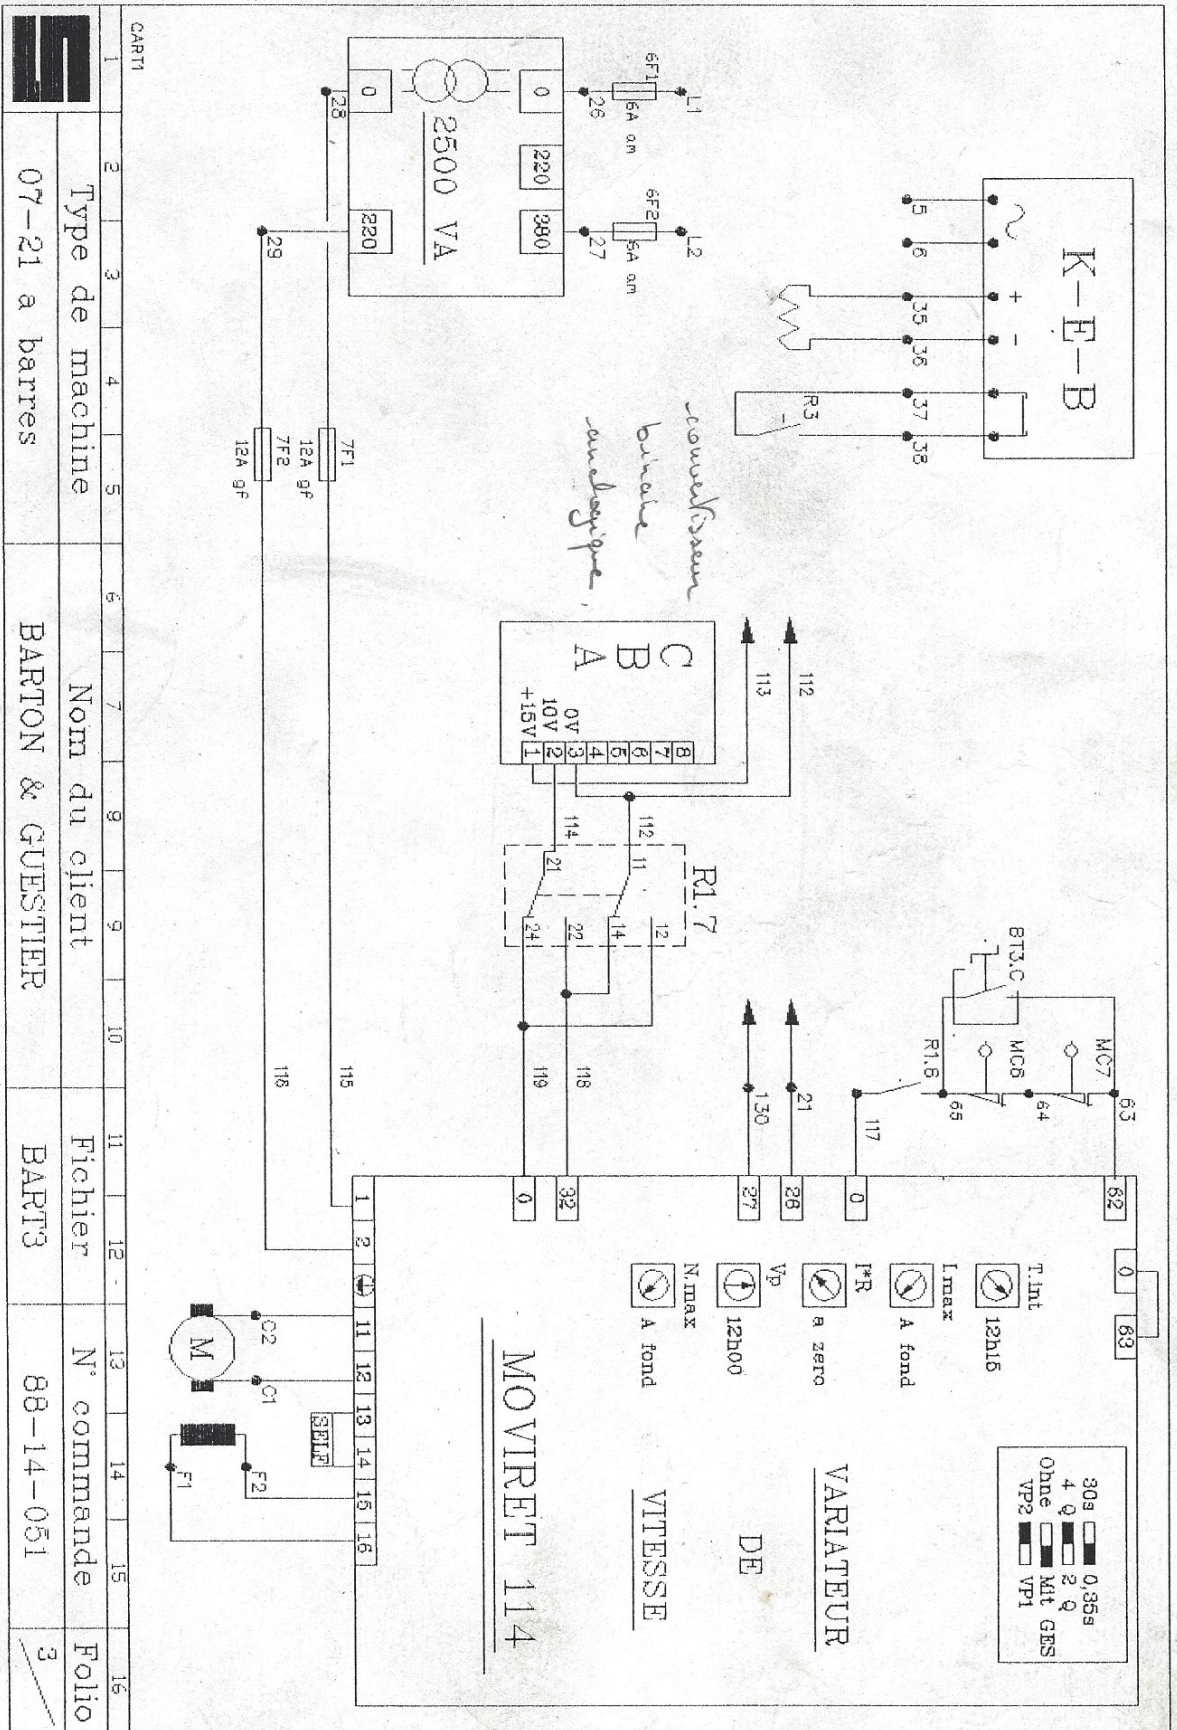 K-E-B
+
-
5
6
35
36
37
38
R3
L1
L2
6F1
6A am
6F2
6A am
26
27
0
220
380
2500 VA
0
220
28
29
7F1
12A gf
7F2
12A gf
convertisseur
binaire
analogique
C
B
A
0V
10V
+15V
1 2 3 4 5 6 7 8
112
113
114
112
R1.7
11
21
12
14
22
24
118
119
115
116
BT3.C
MC7
MC6
R1.6
63
64
65
117
21
130
62
0
26
27
32
0
0
63
T.int
12h15
I.max
A fond
I*R
a zero
Vp
12h00
N.max
A fond
30s 0,35s
4 Q 2 Q
Ohne Mit GES
VP2 VP1
VARIATEUR
DE
VITESSE
MOVIRET 114
1 2 11 12 13 14 15 16
SELF
C2
C1
M
F2
F1
CART1
1 2 3 4 5 6 7 8 9 10 11 12 13 14 15 16
Type de machine
Nom du client
Fichier
N° commande
Folio
07-21 a barres
BARTON & GUESTIER
BART3
88-14-051
3